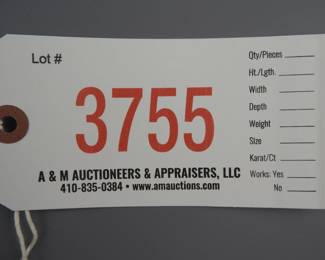 Lot #
3755
A & M AUCTIONEERS & APPRAISERS, LLC
410-835-0384 • www.amauctions.com
Qty/Pieces
Ht./Lgth.
Width
Depth
Weight
Size
Karat/Ct
Works: Yes
No